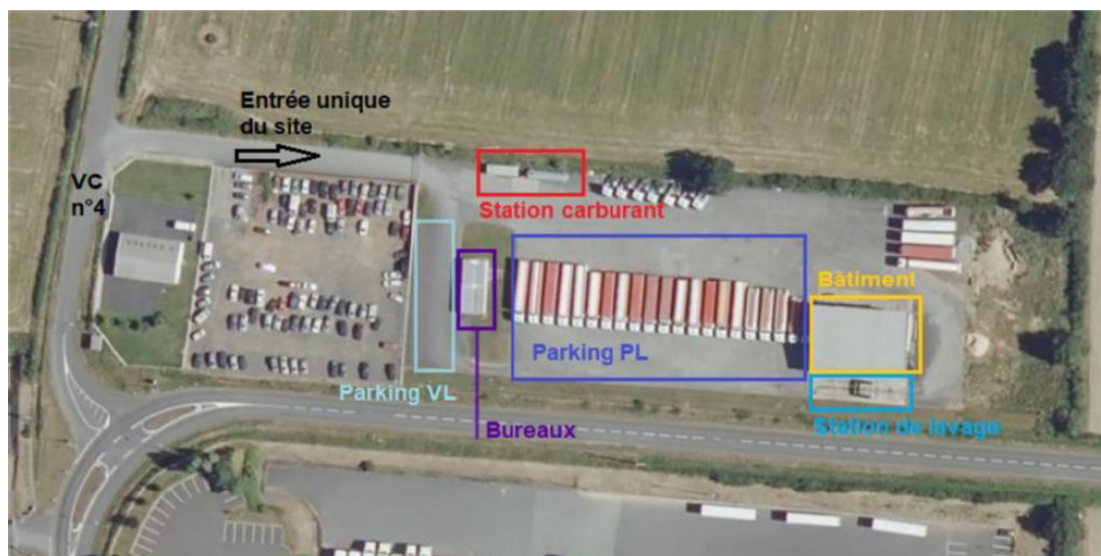 Entrée unique
du site
VC
n°4
Station carburant
Bâtiment
Parking PL
Parking VL
Bureaux
Station de lavage